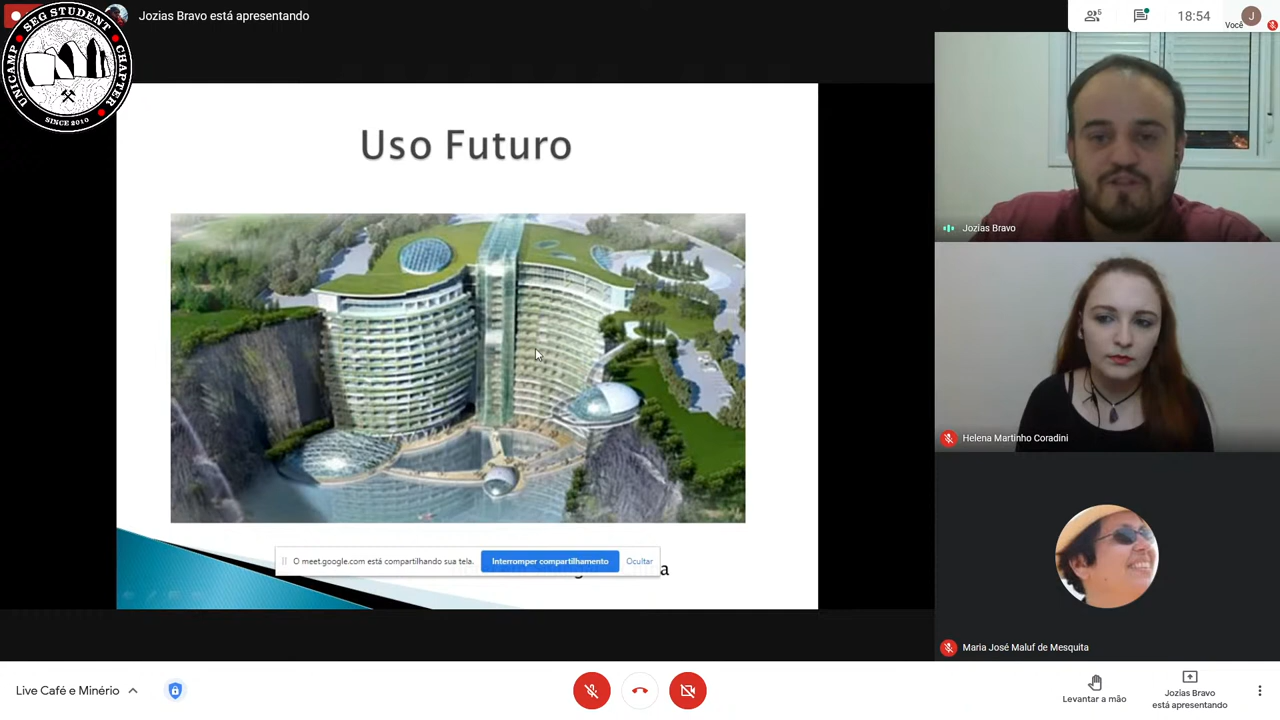 Jozias Bravo está apresentando
5
18:54
J
Você
UNICAMP SEG STUDENT CHAPTER
SINCE 2010
Uso Futuro
Jozias Bravo
Helena Martinho Coradini
O meet.google.com está compartilhando sua tela.
Interromper compartilhamento
Ocultar
Maria José Maluf de Mesquita
Live Café e Minério
Levantar a mão
Jozias Bravo
está apresentando